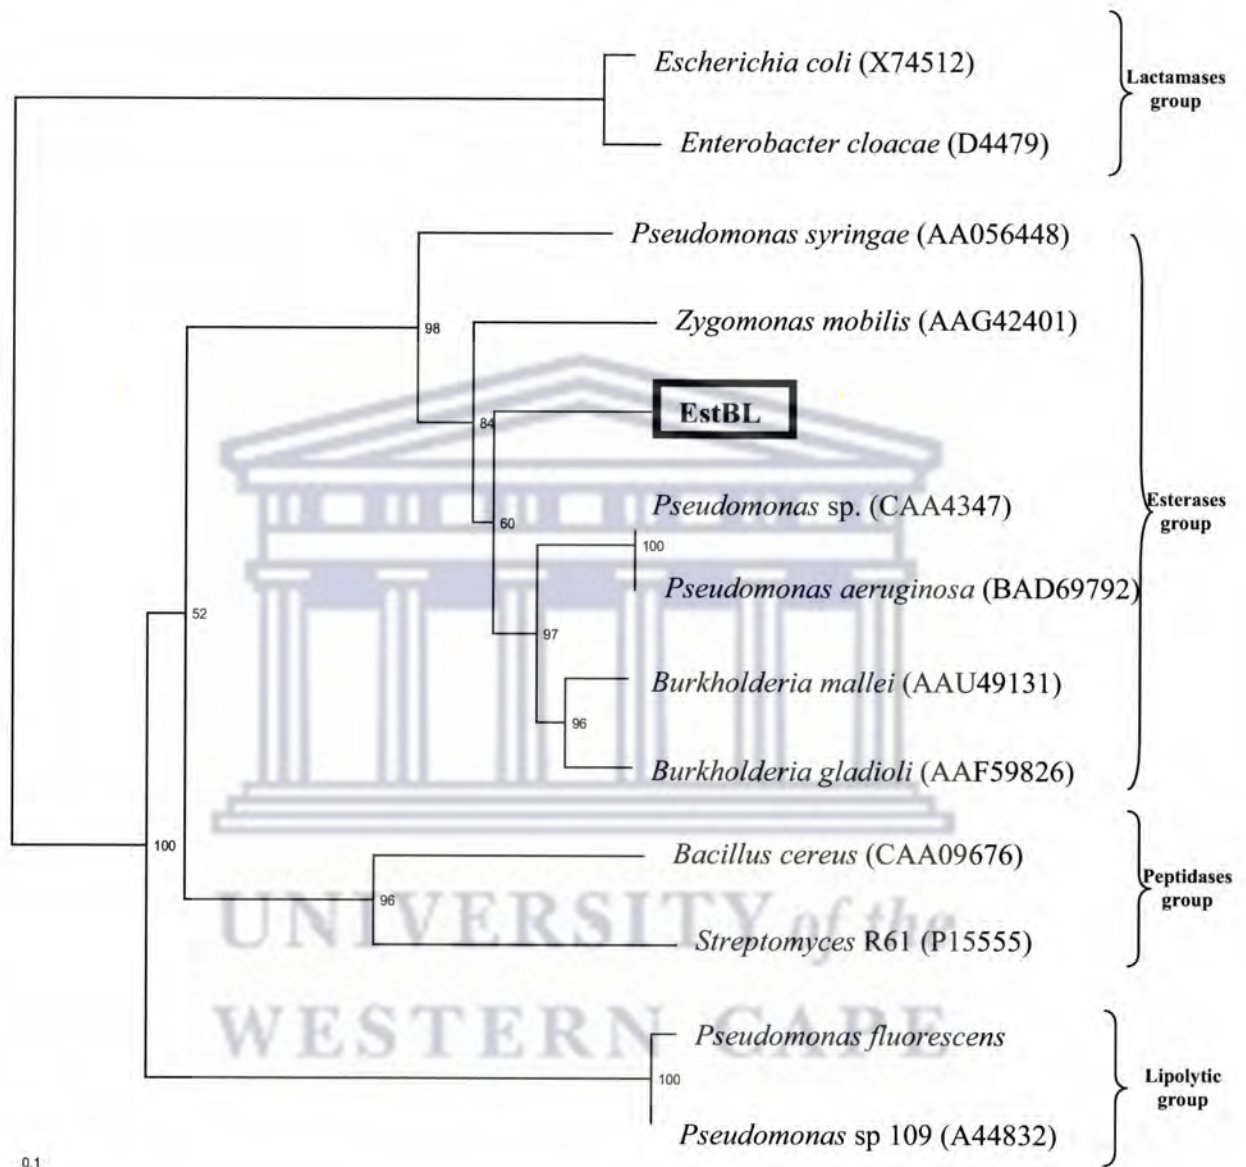 Escherichia coli (X74512)
Lactamases
group
Enterobacter cloacae (D4479)
Pseudomonas syringae (AA056448)
98
Zygomonas mobilis (AAG42401)
84
EstBL
Pseudomonas sp. (CAA4347)
Esterases
group
60
100
Pseudomonas aeruginosa (BAD69792)
52
97
Burkholderia mallei (AAU49131)
96
Burkholderia gladioli (AAF59826)
100
Bacillus cereus (CAA09676)
Peptidases
group
96
UNIVERSITY of the
Streptomyces R61 (P15555)
WESTERN CAPE
Pseudomonas fluorescens
100
Lipolytic
group
Pseudomonas sp 109 (A44832)
0.1